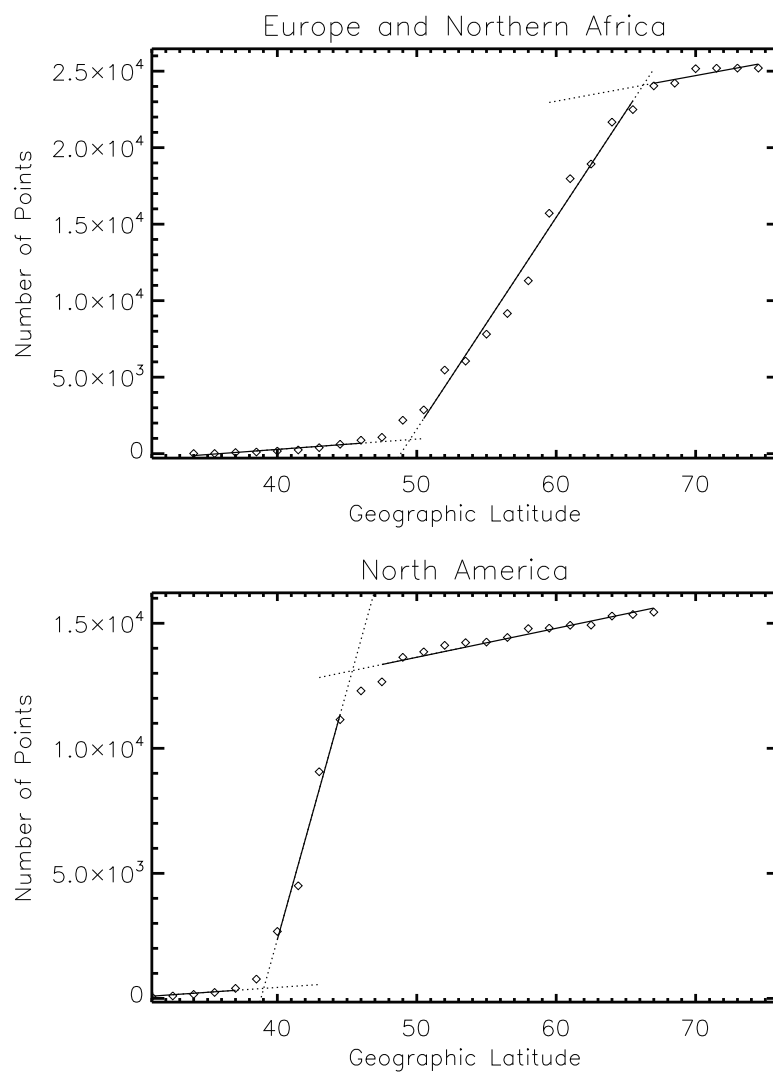 Europe and Northern Africa
2.5×10⁴
2.0×10⁴
1.5×10⁴
1.0×10⁴
5.0×10³
0
Number of Points
40 50 60 70
Geographic Latitude
North America
1.5×10⁴
1.0×10⁴
5.0×10³
0
Number of Points
40 50 60 70
Geographic Latitude